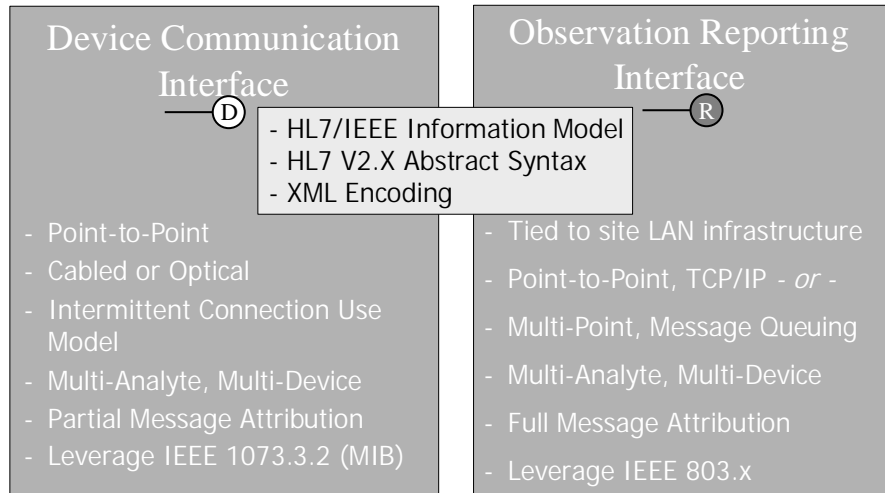 Device Communication
Interface
D
- Point-to-Point
- Cabled or Optical
- Intermittent Connection Use
Model
- Multi-Analyte, Multi-Device
- Partial Message Attribution
- Leverage IEEE 1073.3.2 (MIB)
- HL7/IEEE Information Model
- HL7 V2.X Abstract Syntax
- XML Encoding
Observation Reporting
Interface
R
- Tied to site LAN infrastructure
- Point-to-Point, TCP/IP - or -
- Multi-Point, Message Queuing
- Multi-Analyte, Multi-Device
- Full Message Attribution
- Leverage IEEE 803.x